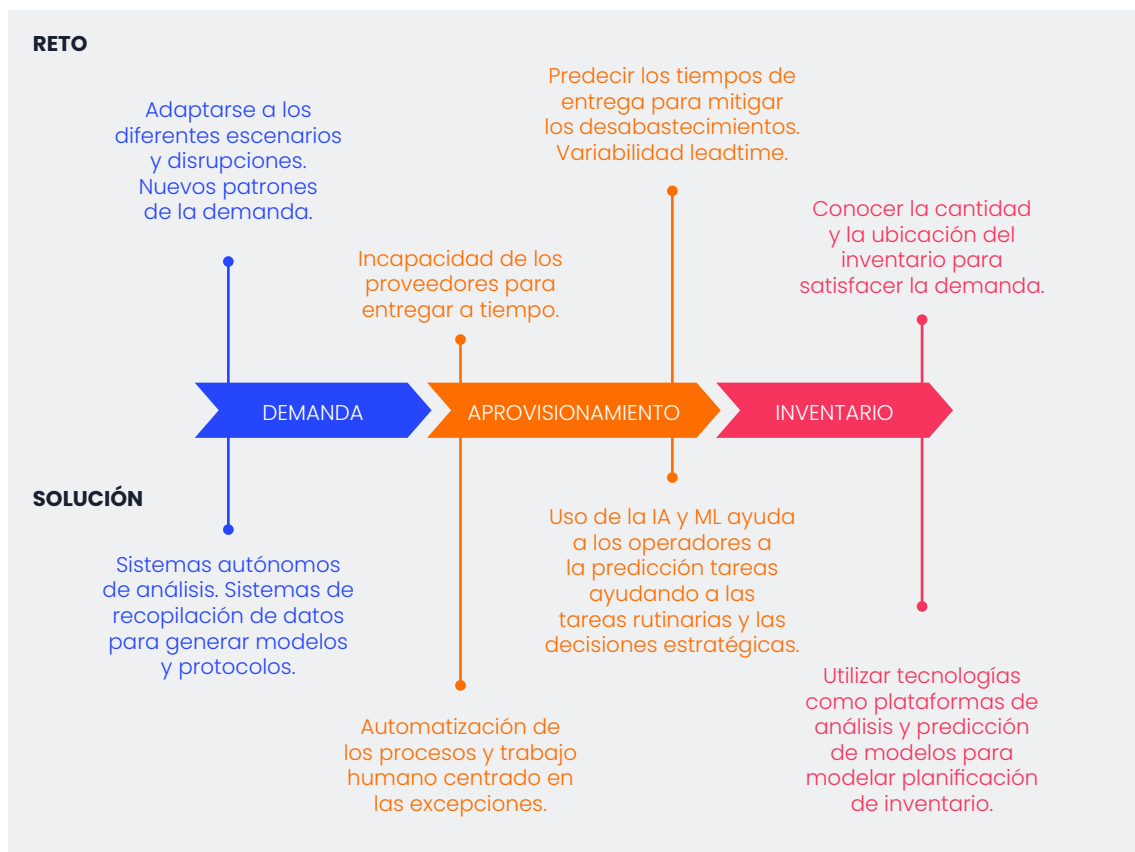 RETO
Adaptarse a los
diferentes escenarios
y disrupciones.
Nuevos patrones
de la demanda.
Incapacidad de los
proveedores para
entregar a tiempo.
Predecir los tiempos de
entrega para mitigar
los desabastecimientos.
Variabilidad leadtime.
Conocer la cantidad
y la ubicación del
inventario para
satisfacer la demanda.
DEMANDA
APROVISIONAMIENTO
INVENTARIO
SOLUCIÓN
Sistemas autónomos
de análisis. Sistemas de
recopilación de datos
para generar modelos
y protocolos.
Automatización de
los procesos y trabajo
humano centrado en
las excepciones.
Uso de la IA y ML ayuda
a los operadores a
la predicción tareas
ayudando a las
tareas rutinarias y las
decisiones estratégicas.
Utilizar tecnologías
como plataformas de
análisis y predicción
de modelos para
modelar planificación
de inventario.